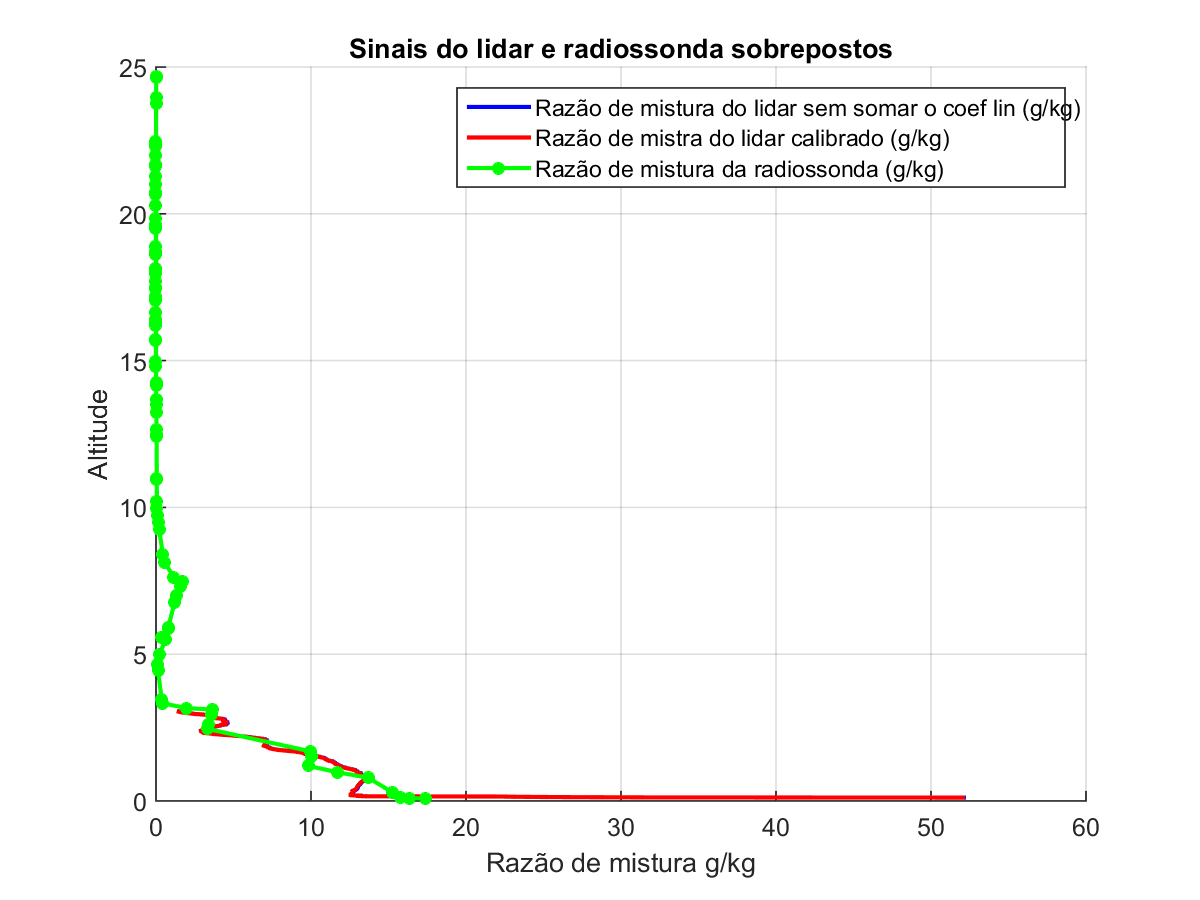 Sinais do lidar e radiossonda sobrepostos
Razão de mistura do lidar sem somar o coef lin (g/kg)
Razão de mistra do lidar calibrado (g/kg)
Razão de mistura da radiossonda (g/kg)
25
20
15
10
5
0
Altitude
0 10 20 30 40 50 60
Razão de mistura g/kg